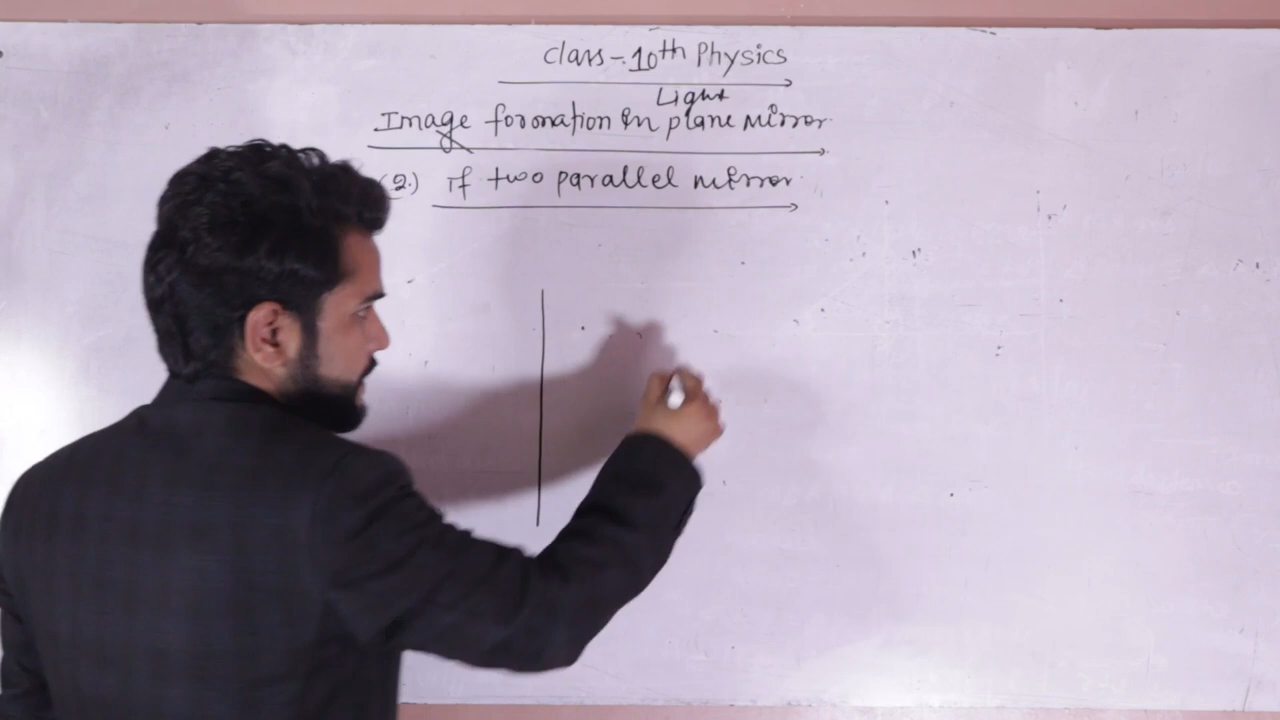 Class-:10th Physics
Light
Image formation in plane mirror.
(2.) if two parallel mirror.